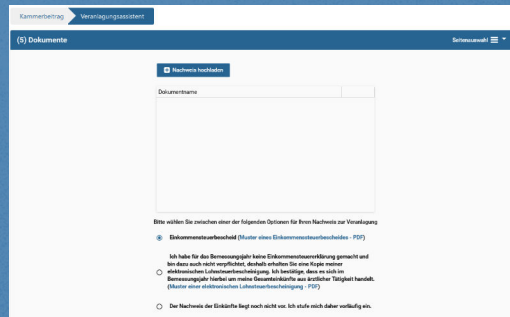 Kammerbeitrag Veranlagungsassistent
(5) Dokumente Seitenauswahl
Nachweis hochladen
Dokumentname
Bitte wählen Sie zwischen einer der folgenden Optionen für Ihren Nachweis zur Veranlagung
Einkommensteuerbescheid (Muster eines Einkommensteuerbescheides - PDF)
Ich habe für das Bemessungsjahr keine Einkommensteuererklärung gemacht und
bin dazu auch nicht verpflichtet, deshalb erhalten Sie eine Kopie meiner
elektronischen Lohnsteuerbescheinigung. Ich bestätige, dass es sich im
Bemessungsjahr hierbei um meine Gesamteinkünfte aus ärztlicher Tätigkeit handelt.
(Muster einer elektronischen Lohnsteuerbescheinigung - PDF)
Der Nachweis der Einkünfte liegt noch nicht vor. Ich stufe mich daher vorläufig ein.